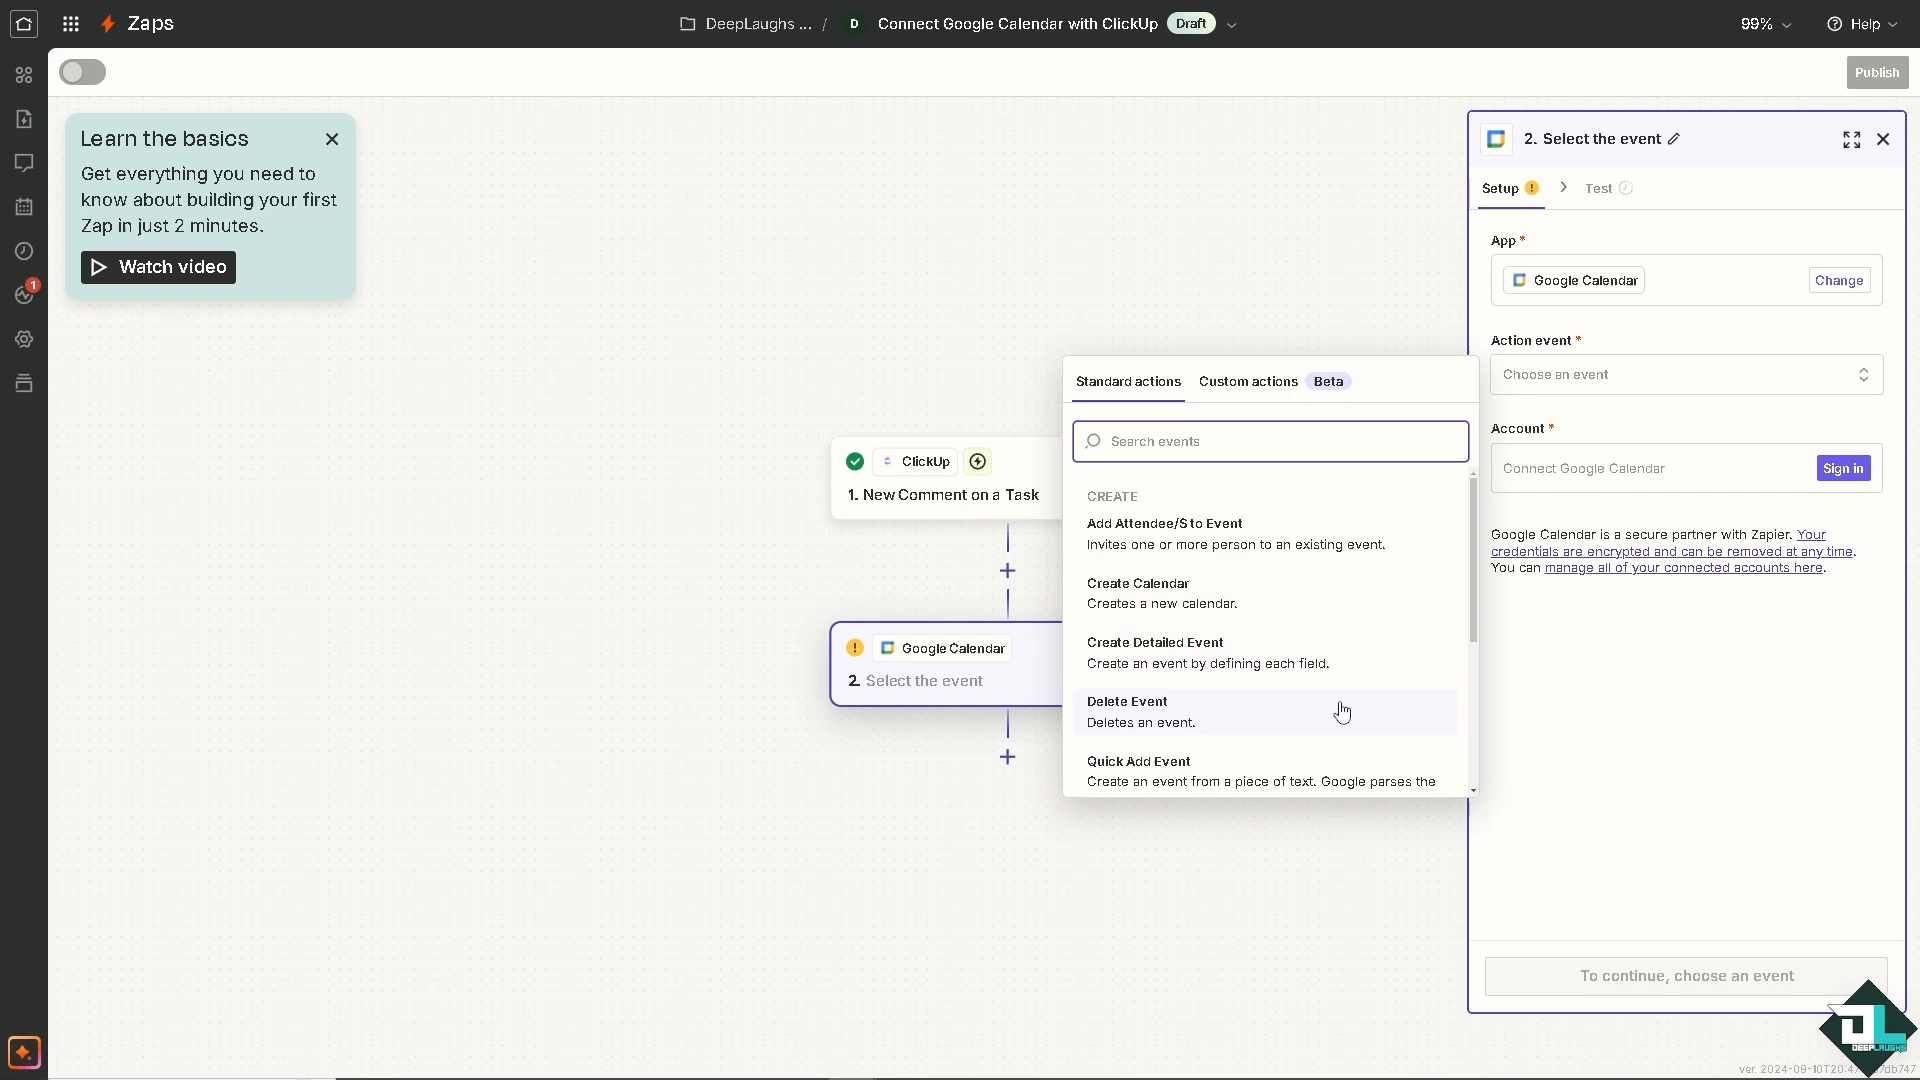 Zaps
DeepLaughs ... / D Connect Google Calendar with ClickUp Draft
99%
Help
Publish
Learn the basics
Get everything you need to
know about building your first
Zap in just 2 minutes.
Watch video
1
2. Select the event
Setup ! Test
App *
Google Calendar Change
Action event *
Choose an event
Account *
Connect Google Calendar Sign in
Google Calendar is a secure partner with Zapier. Your
credentials are encrypted and can be removed at any time.
You can manage all of your connected accounts here.
To continue, choose an event
ClickUp
1. New Comment on a Task
! Google Calendar
2. Select the event
Standard actions Custom actions Beta
Search events
CREATE
Add Attendee/S to Event
Invites one or more person to an existing event.
Create Calendar
Creates a new calendar.
Create Detailed Event
Create an event by defining each field.
Delete Event
Deletes an event.
Quick Add Event
Create an event from a piece of text. Google parses the
DEEPLAUGHS